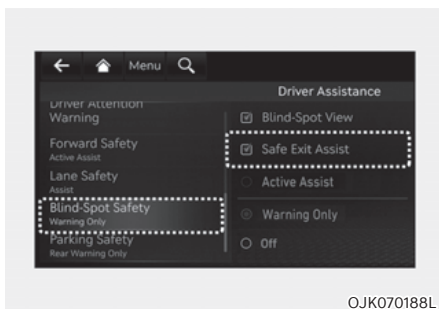 Menu
Driver Assistance
Driver Attention
Warning
Forward Safety
Active Assist
Lane Safety
Assist
Blind-Spot Safety
Warning Only
Parking Safety
Rear Warning Only
Blind-Spot View
Safe Exit Assist
Active Assist
Warning Only
Off
OJK070188L